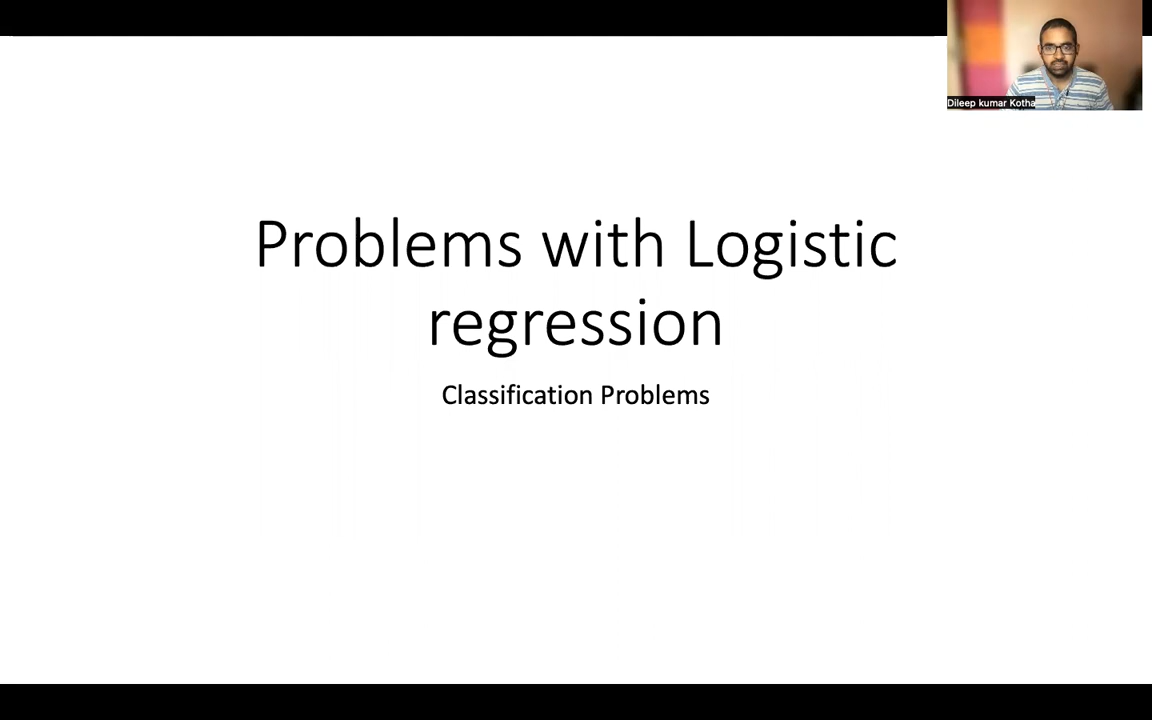 Dileep kumar Kotha
Problems with Logistic
regression
Classification Problems